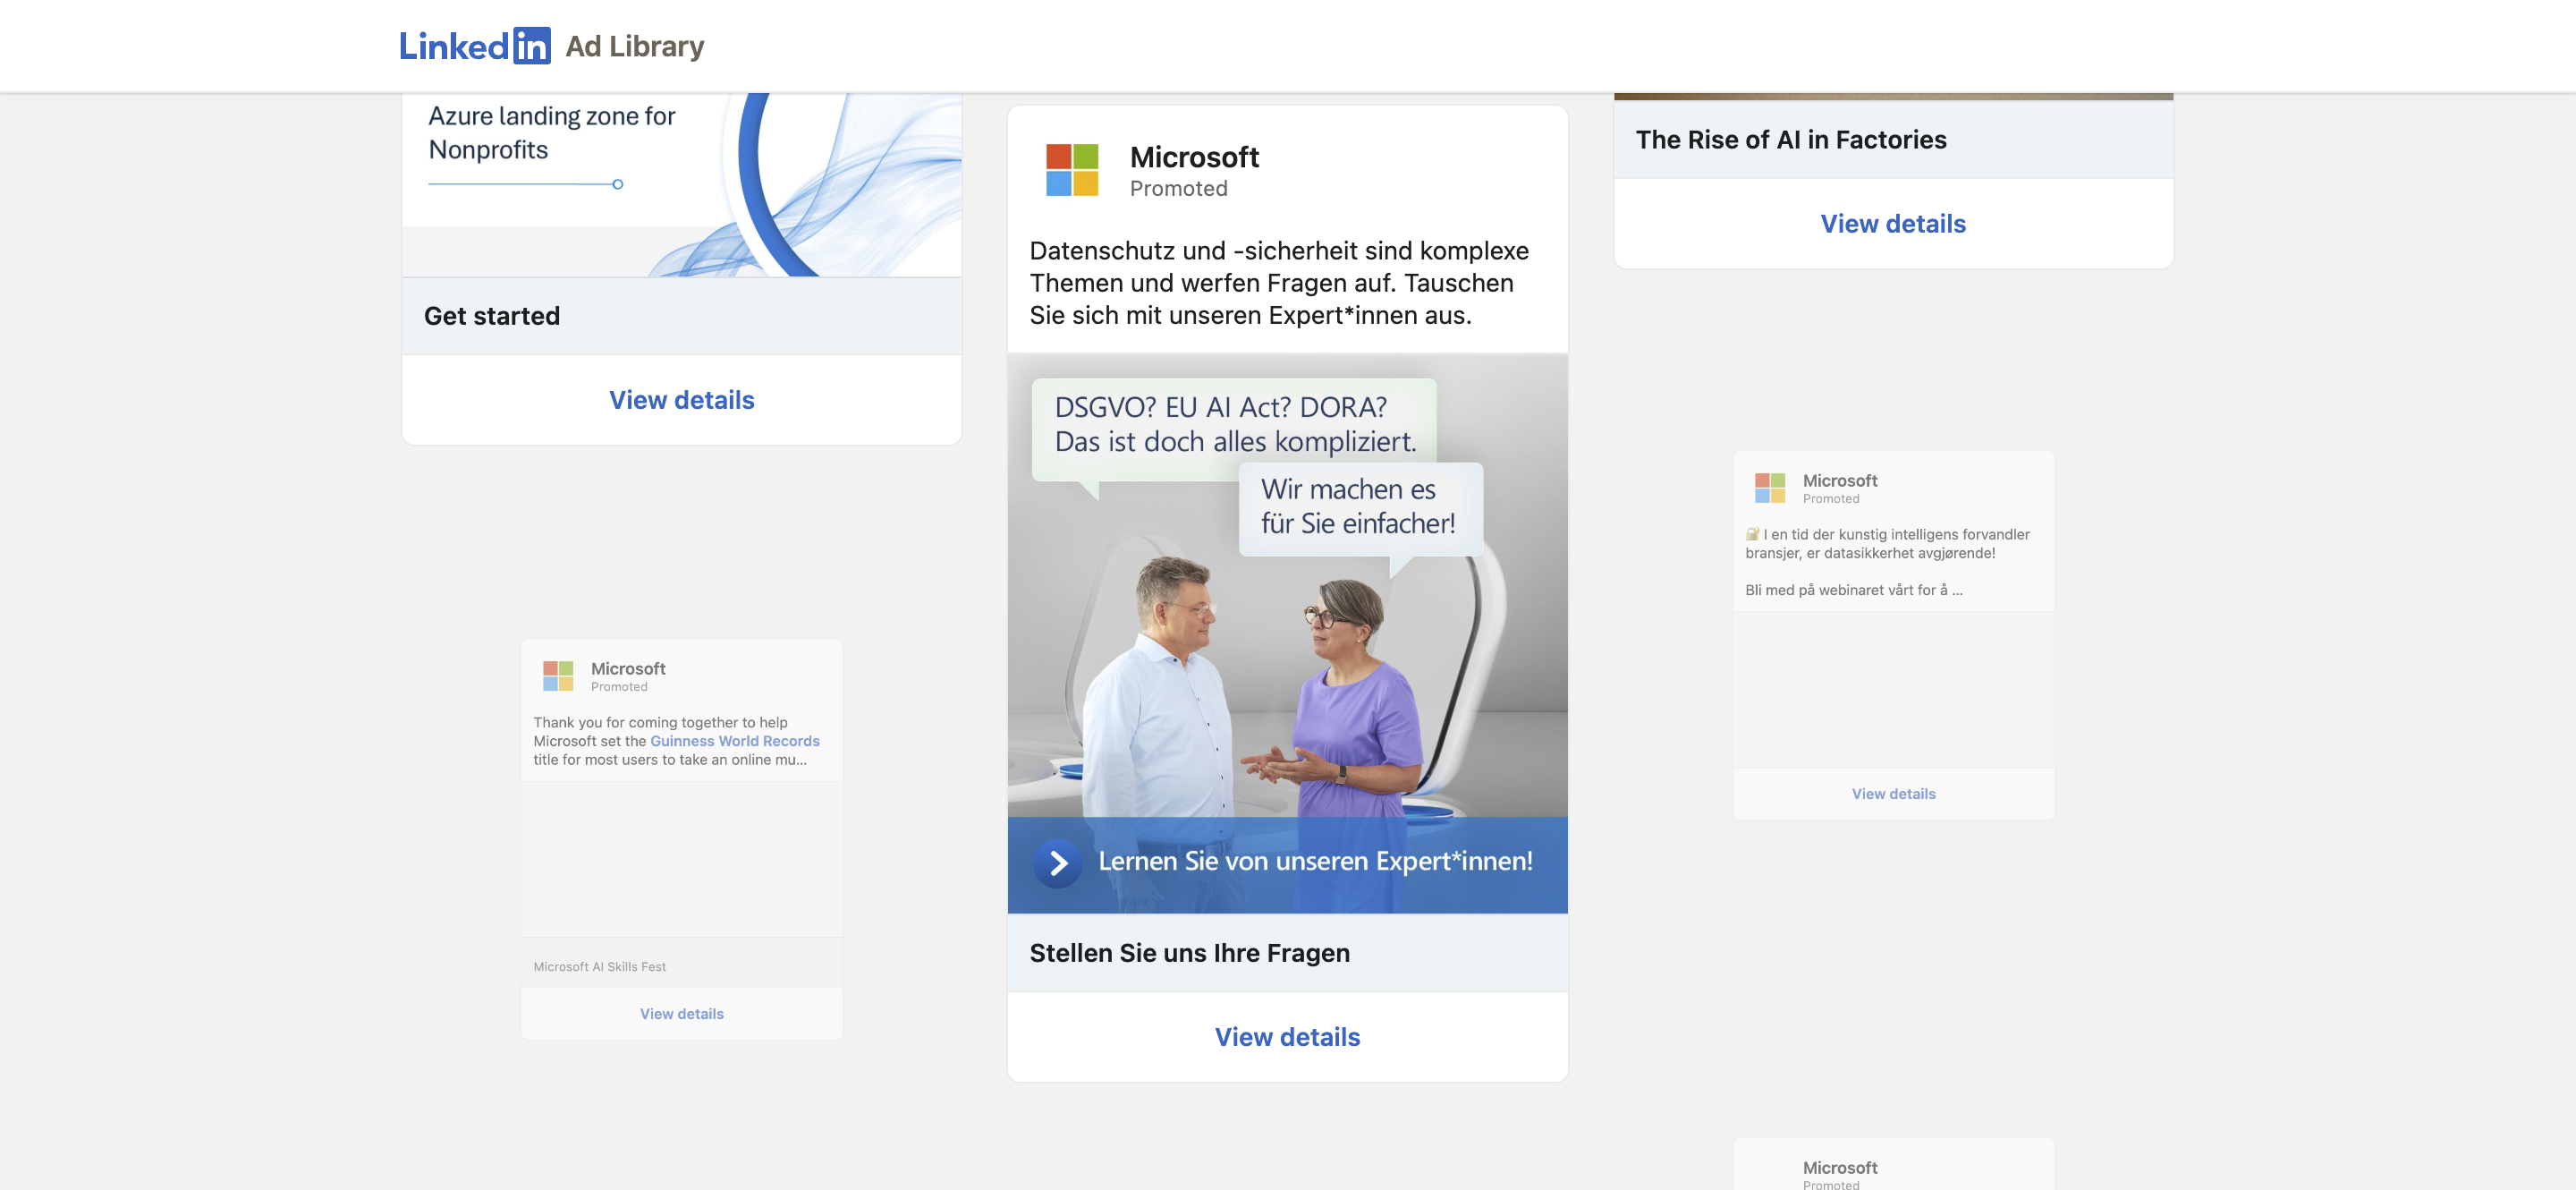 Linked in Ad Library
Azure landing zone for
Nonprofits
Get started
View details
Microsoft
Promoted
Thank you for coming together to help
Microsoft set the Guinness World Records
title for most users to take an online mu...
Microsoft AI Skills Fest
View details
Microsoft
Promoted
Datenschutz und -sicherheit sind komplexe
Themen und werfen Fragen auf. Tauschen
Sie sich mit unseren Expert*innen aus.
DSGVO? EU AI Act? DORA?
Das ist doch alles kompliziert.
Wir machen es
für Sie einfacher!
Lernen Sie von unseren Expert*innen!
Stellen Sie uns Ihre Fragen
View details
The Rise of AI in Factories
View details
Microsoft
Promoted
🔐 I en tid der kunstig intelligens forvandler
bransjer, er datasikkerhet avgjørende!
Bli med på webinaret vårt for å ...
View details
Microsoft
Promoted